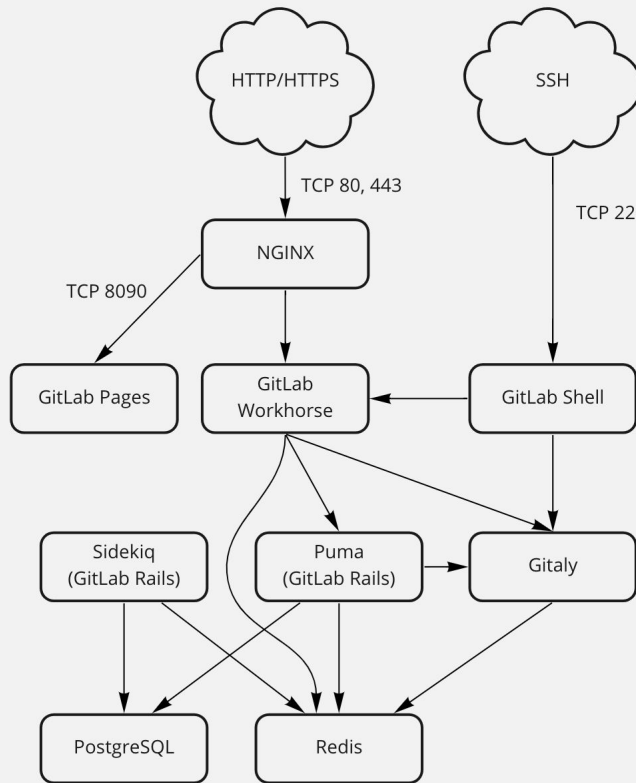 HTTP/HTTPS
SSH
TCP 80, 443
TCP 22
NGINX
TCP 8090
GitLab Pages
GitLab
Workhorse
GitLab Shell
Sidekiq
(GitLab Rails)
Puma
(GitLab Rails)
Gitaly
PostgreSQL
Redis